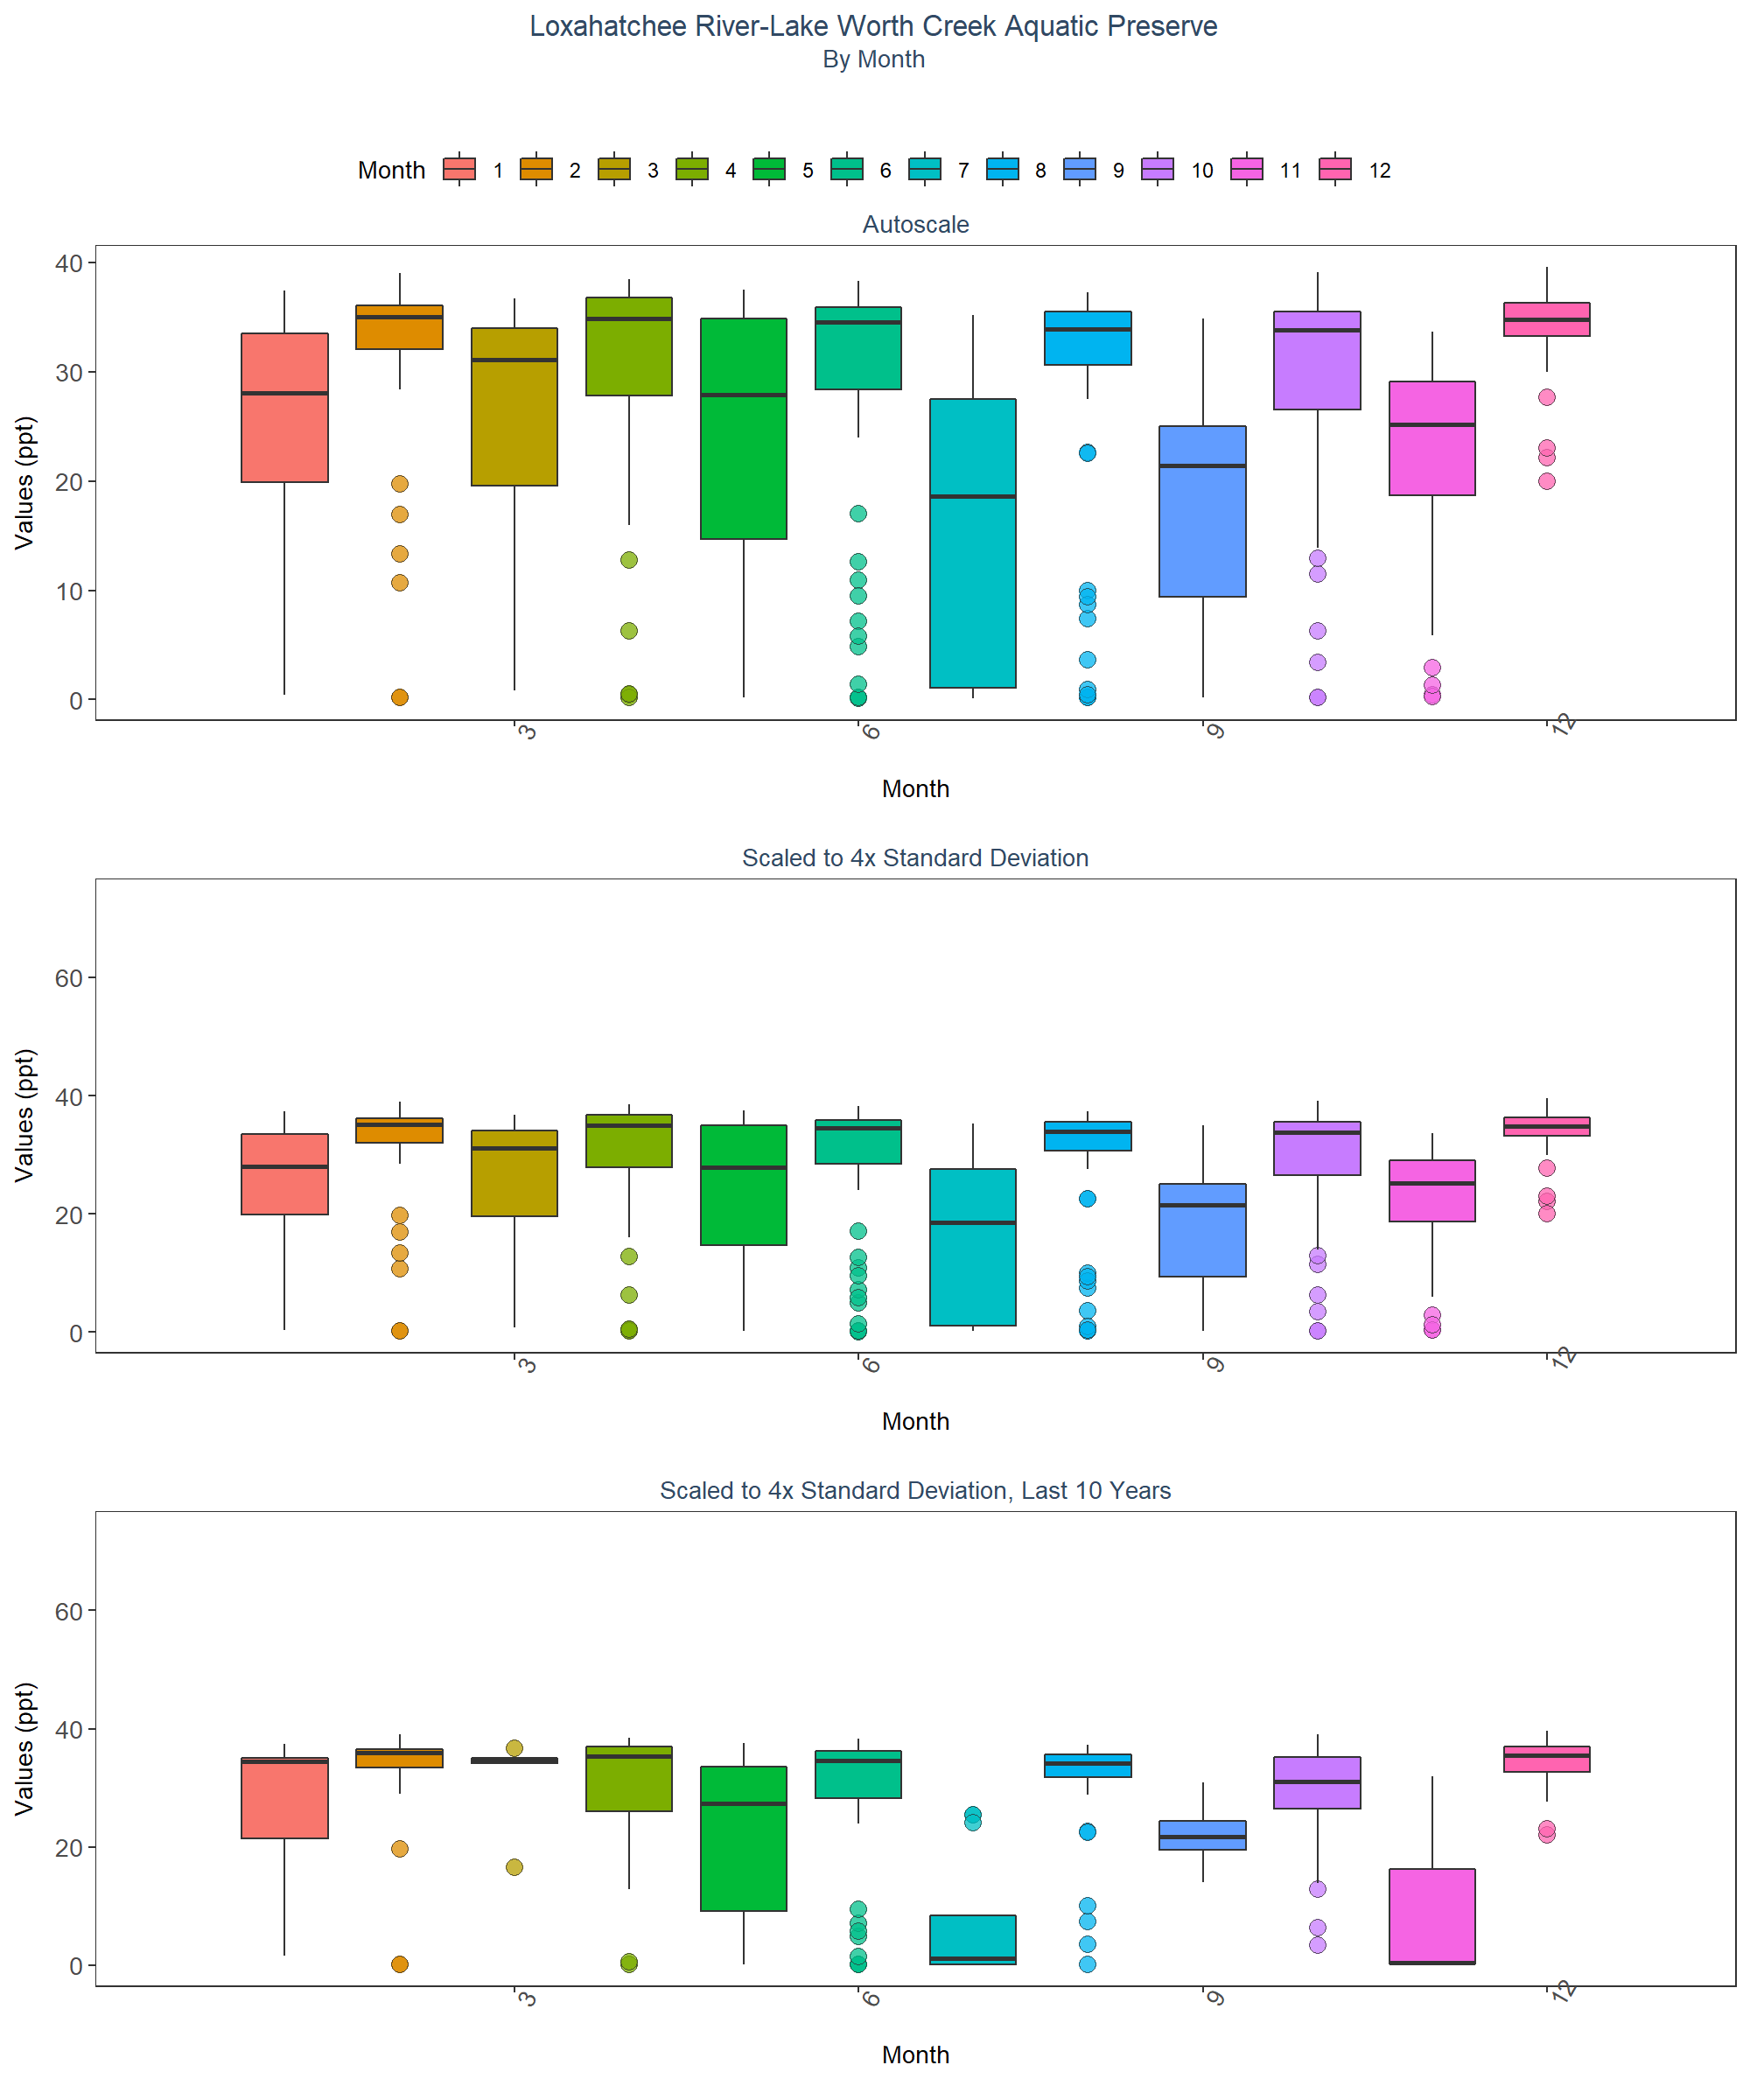 Loxahatchee River-Lake Worth Creek Aquatic Preserve
By Month
Month 1 2 3 4 5 6 7 8 9 10 11 12
Autoscale
40
30
20
10
0
Values (ppt)
3 6 9 12
Month
Scaled to 4x Standard Deviation
60
40
20
0
Values (ppt)
3 6 9 12
Month
Scaled to 4x Standard Deviation, Last 10 Years
60
40
20
0
Values (ppt)
3 6 9 12
Month